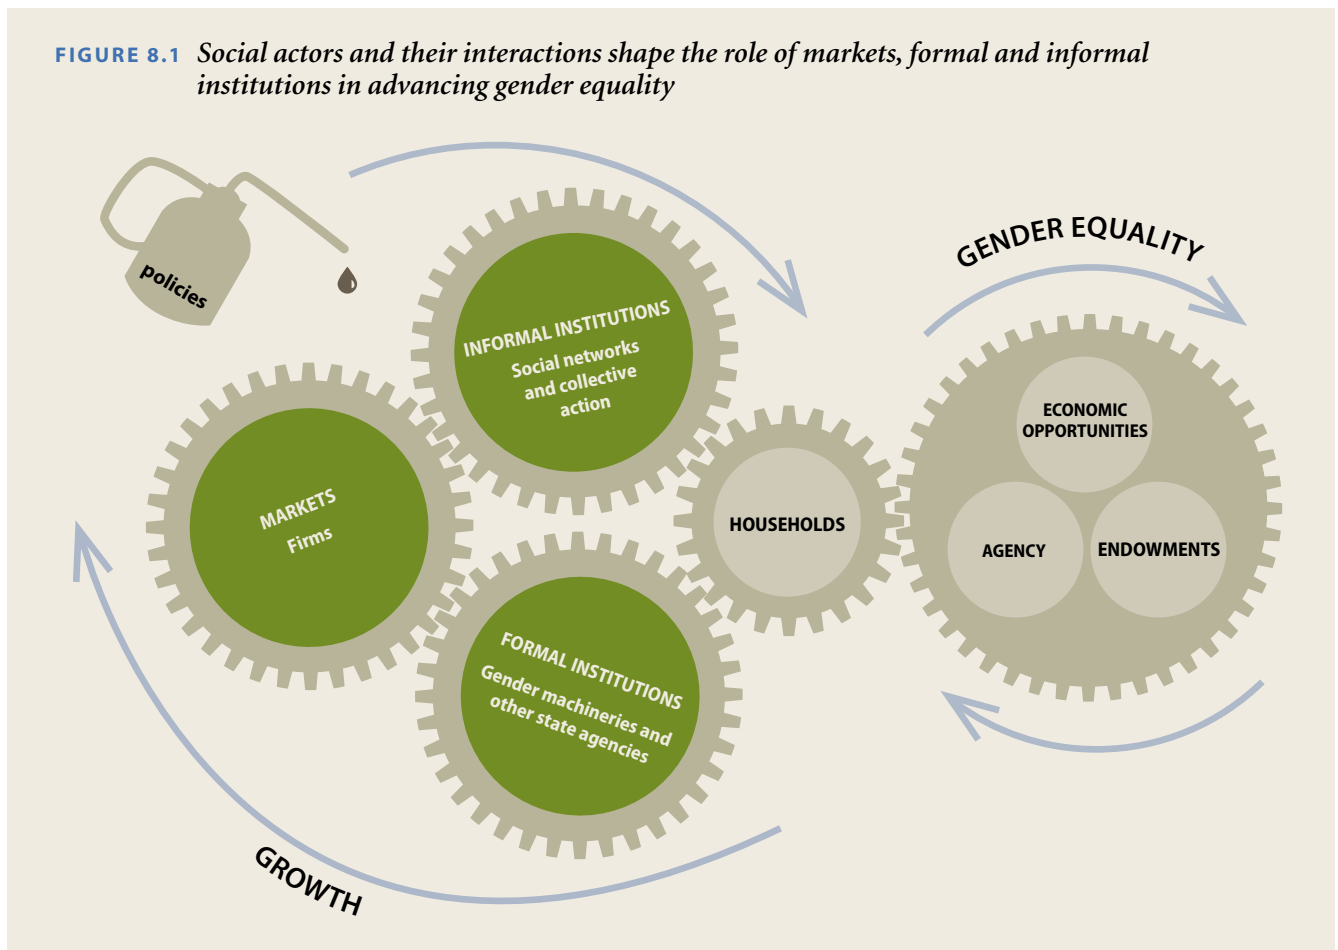 FIGURE 8.1 Social actors and their interactions shape the role of markets, formal and informal
institutions in advancing gender equality
policies
INFORMAL INSTITUTIONS
Social networks
and collective
action
GENDER EQUALITY
ECONOMIC
OPPORTUNITIES
AGENCY
ENDOWMENTS
HOUSEHOLDS
MARKETS
Firms
FORMAL INSTITUTIONS
Gender machineries and
other state agencies
GROWTH